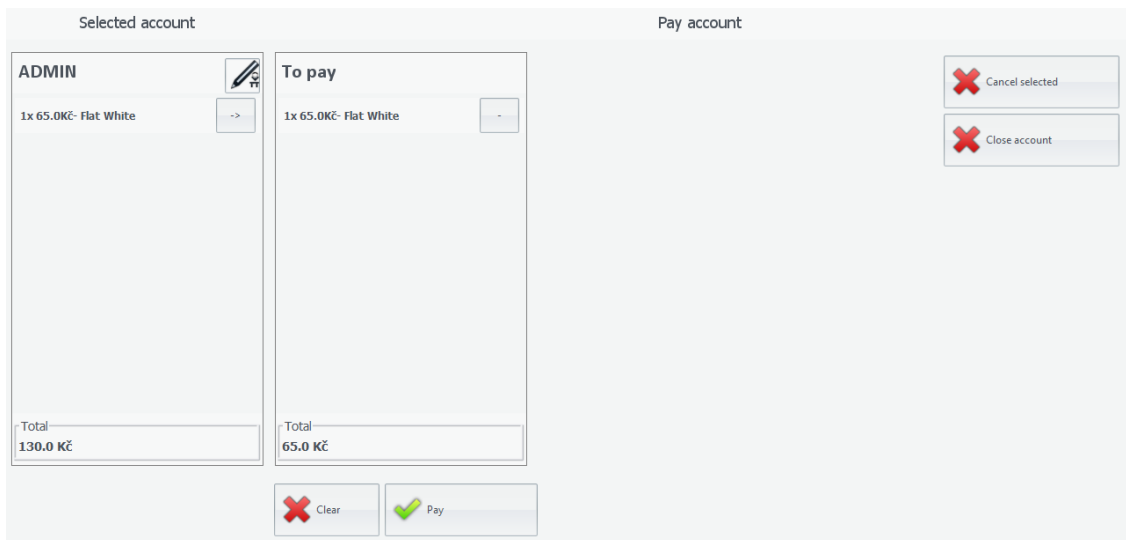 Selected account
Pay account
ADMIN
1x 65.0Kč- Flat White
->
Total
130.0 Kč
To pay
1x 65.0Kč- Flat White
-
Total
65.0 Kč
Clear
Pay
Cancel selected
Close account